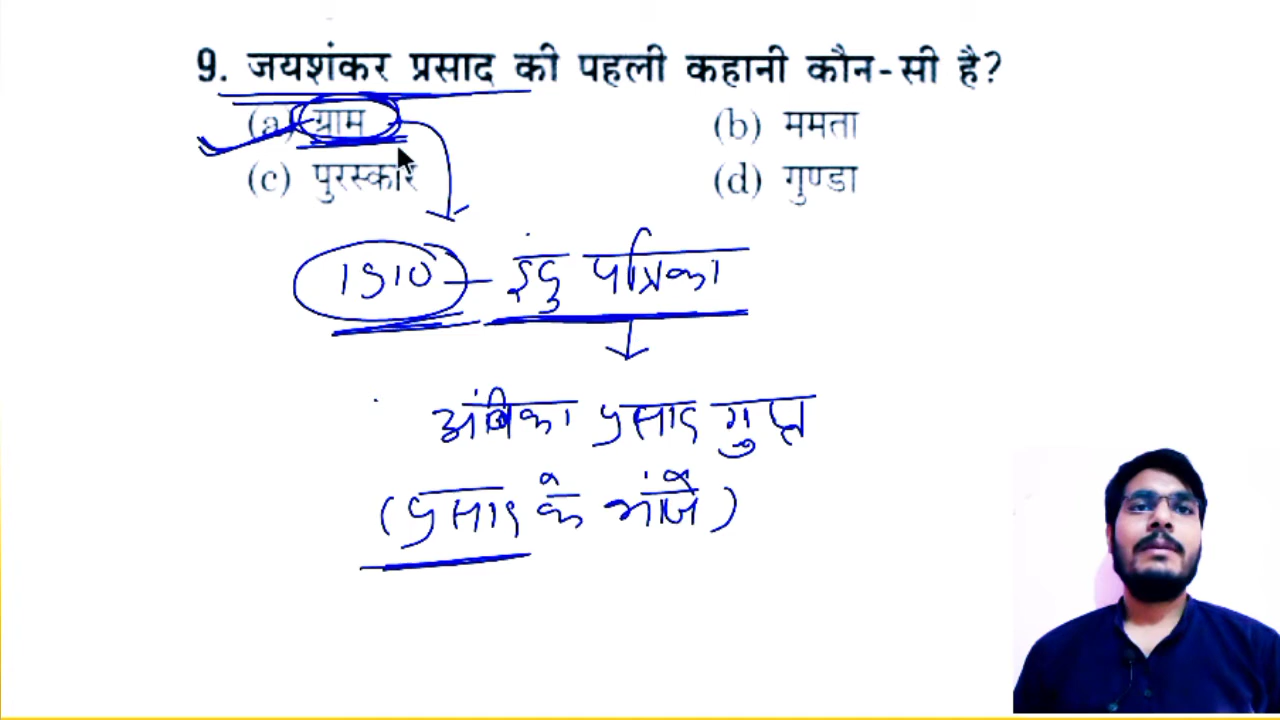 9. जयशंकर प्रसाद की पहली कहानी कौन-सी है?
(a) ग्राम (b) ममता
(c) पुरस्कार (d) गुण्डा
1910 - इंदु पत्रिका
अंबिका प्रसाद गुप्त
(प्रसाद के भांजे)